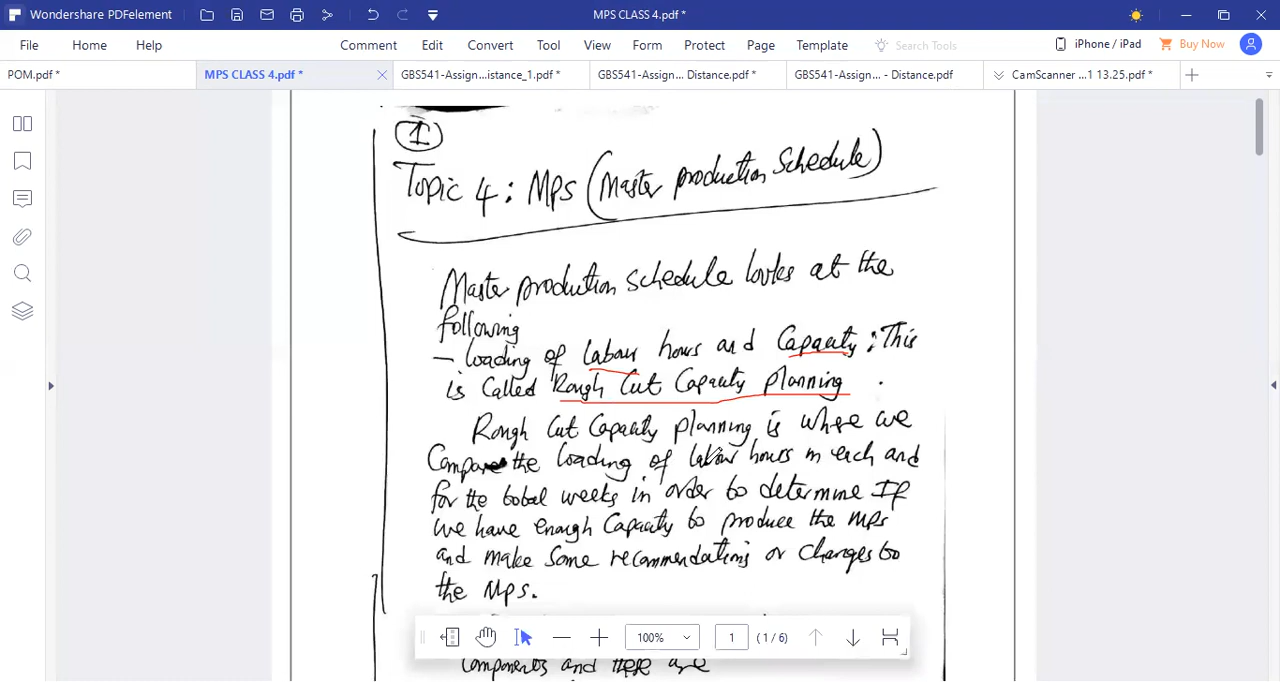 Wondershare PDFelement
MPS CLASS 4.pdf *
File Home Help Comment Edit Convert Tool View Form Protect Page Template Search Tools iPhone / iPad Buy Now
POM.pdf * MPS CLASS 4.pdf * GBS541-Assign...istance_1.pdf * GBS541-Assign... Distance.pdf * GBS541-Assign... - Distance.pdf CamScanner ...1 13.25.pdf *
1
Topic 4: MPS (Master production Schedule)
Master production schedule looks at the
following
- loading of labour hours and Capacity: This
is called Rough Cut Capacity planning.
Rough Cut Capacity planning is where we
Compare the loading of labour hours in each and
for the total weeks in order to determine If
we have enough Capacity to produce the MPS
and make some recommendations or changes to
the MPS.
100% 1 (1/6)
Components and these are